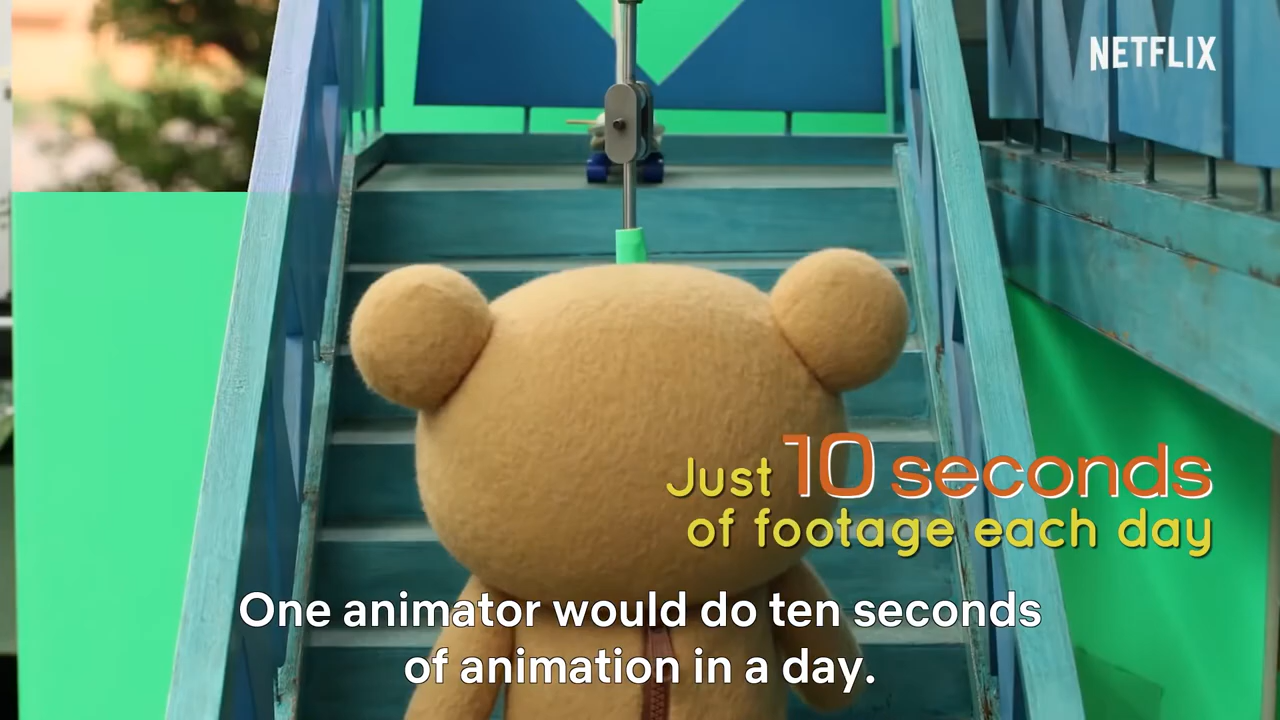 NETFLIX
Just 10 seconds
of footage each day
One animator would do ten seconds
of animation in a day.